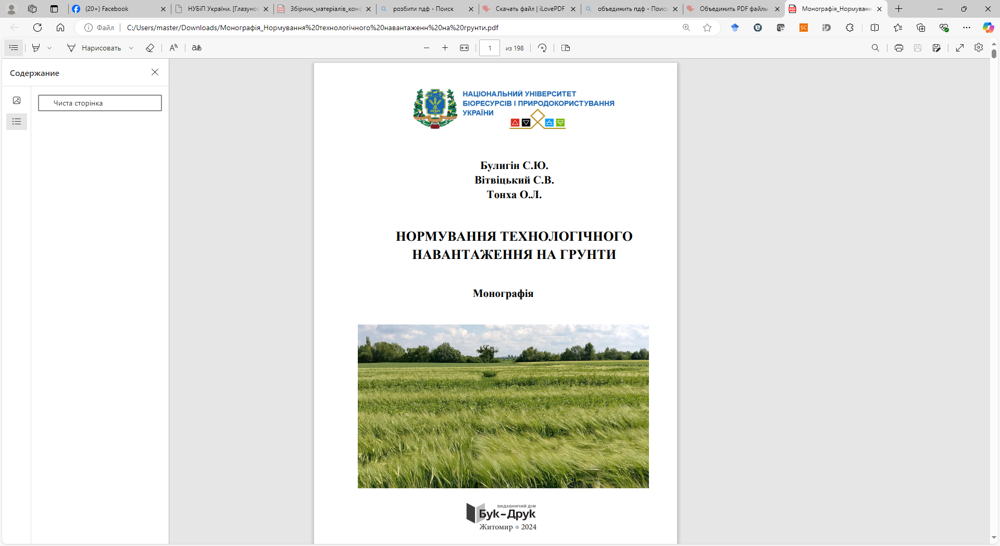 (20+) Facebook
НУБіП України. [Глазунов
Збірник_матеріалів_конф
розбити пдф - Поиск
Скачать файл | iLovePDF
объединить пдф - Поиск
Объединить PDF файлы
Монографія_Нормуванн
Файл
C:/Users/master/Downloads/Монографія_Нормування%20технологічного%20навантаженн%20на%20грунти.pdf
SC
Нарисовать
1
из 198
Содержание
Чиста сторінка
НАЦІОНАЛЬНИЙ УНІВЕРСИТЕТ
БІОРЕСУРСІВ І ПРИРОДОКОРИСТУВАННЯ
УКРАЇНИ
НУБіП
Булигін С.Ю.
Вітвіцький С.В.
Тонха О.Л.
НОРМУВАННЯ ТЕХНОЛОГІЧНОГО
НАВАНТАЖЕННЯ НА ГРУНТИ
Монографія
ВИДАВНИЧИЙ ДІМ
Бук-Друк
Житомир ● 2024